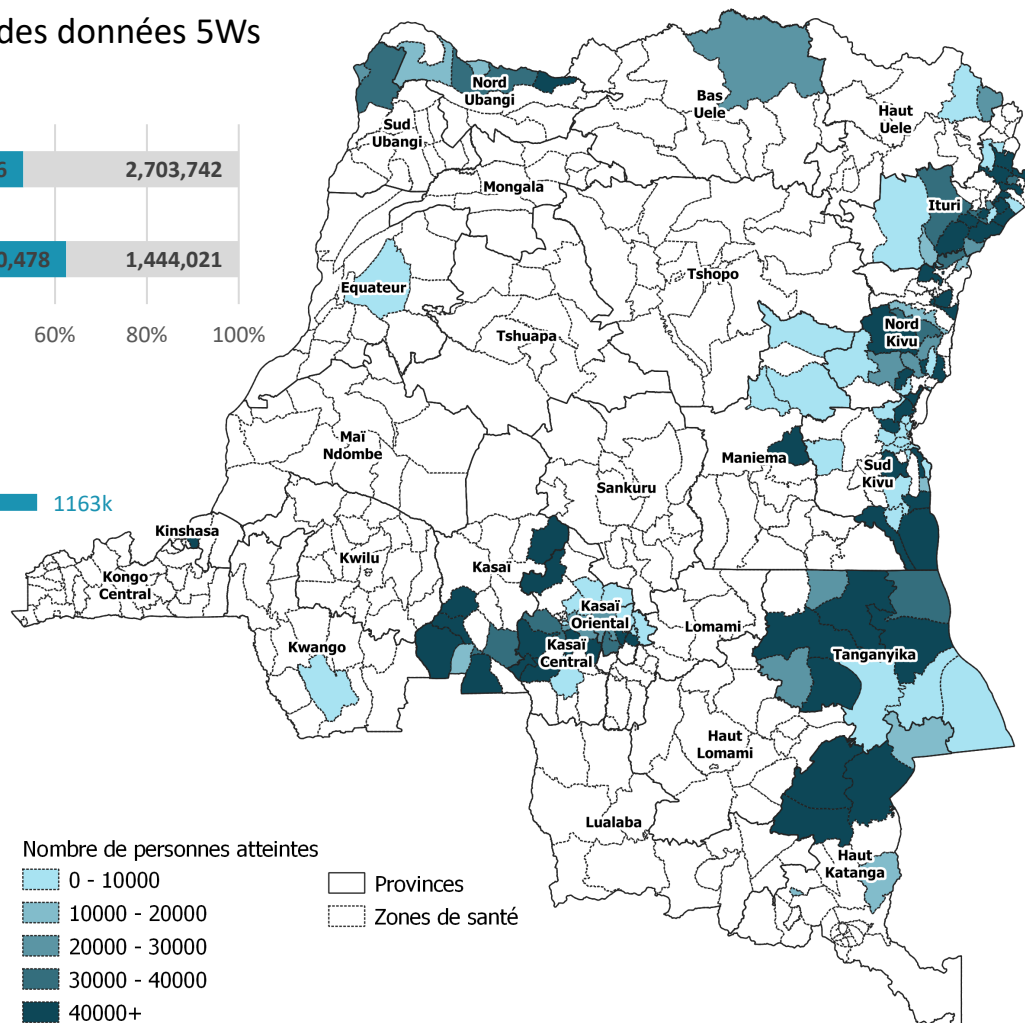 des données 5Ws
6 2,703,742
0,478 1,444,021
60% 80% 100%
1163k
Nord
Ubangi
Bas
Uele
Haut
Uele
Sud
Ubangi
Mongala
Ituri
Equateur
Tshopo
Tshuapa
Nord
Kivu
Maï
Ndombe
Maniema
Sud
Kivu
Sankuru
Kinshasa
Kongo
Central
Kwilu
Kasaï
Kasaï
Oriental
Lomami
Kwango
Kasaï
Central
Tanganyika
Haut
Lomami
Lualaba
Haut
Katanga
Nombre de personnes atteintes
0 - 10000
10000 - 20000
20000 - 30000
30000 - 40000
40000+
Provinces
Zones de santé